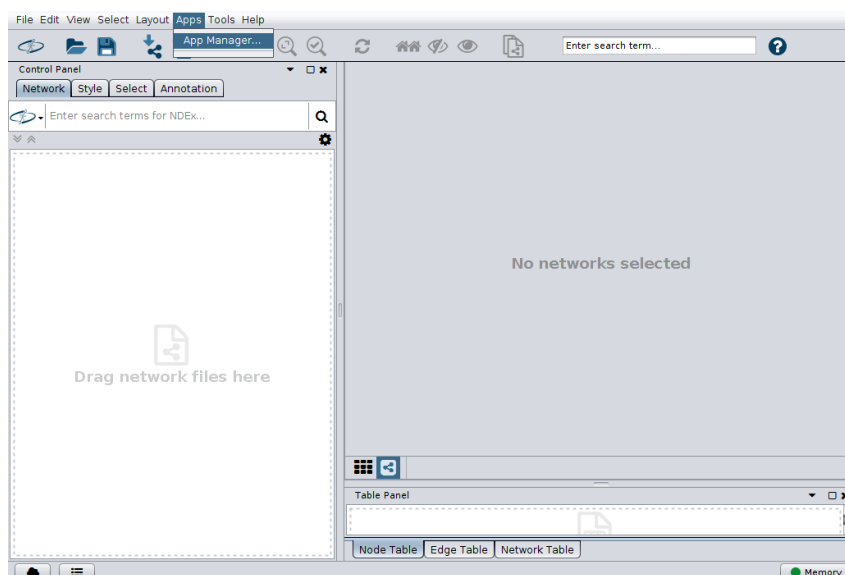 File Edit View Select Layout Apps Tools Help
App Manager...
Enter search term...
Control Panel
Network Style Select Annotation
Enter search terms for NDEx...
No networks selected
Drag network files here
Table Panel
Node Table Edge Table Network Table
Memory